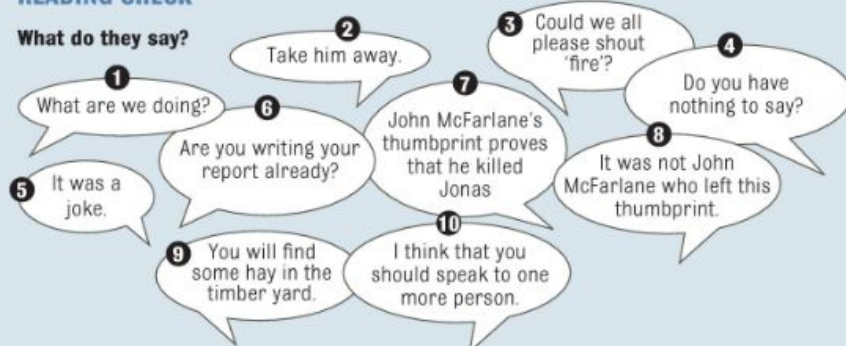 READING CHECK
What do they say?
1
What are we doing?
2
Take him away.
3
Could we all
please shout
'fire'?
4
Do you have
nothing to say?
5
It was a
joke.
6
Are you writing your
report already?
7
John McFarlane's
thumbprint proves
that he killed
Jonas
8
It was not John
McFarlane who left this
thumbprint.
9
You will find
some hay in the
timber yard.
10
I think that you
should speak to one
more person.